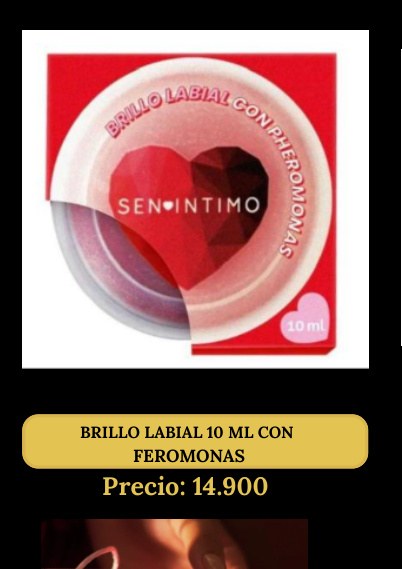 BRILLO LABIAL CON PHEROMONAS
SEN♥INTIMO
10 ml
BRILLO LABIAL 10 ML CON
FEROMONAS
Precio: 14.900